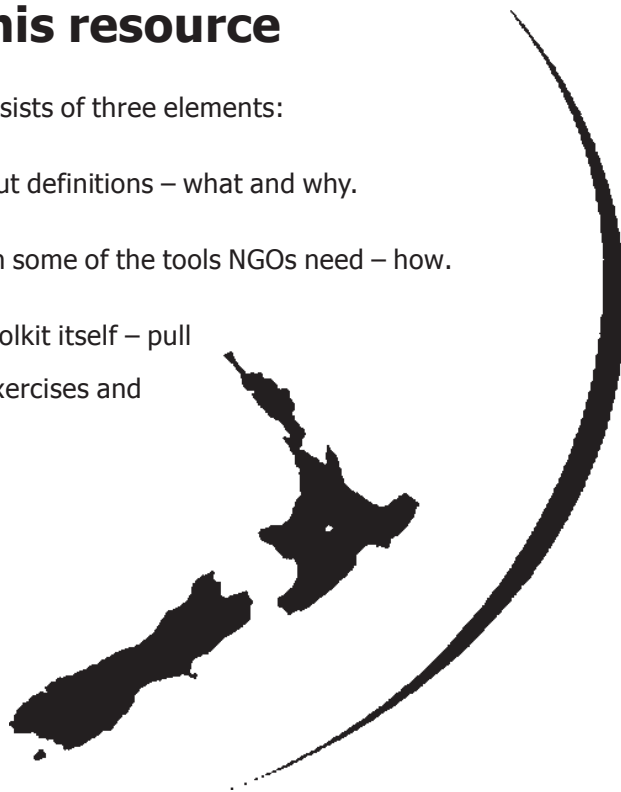 his resource
sists of three elements:
ut definitions – what and why.
n some of the tools NGOs need – how.
olkit itself – pull
xercises and